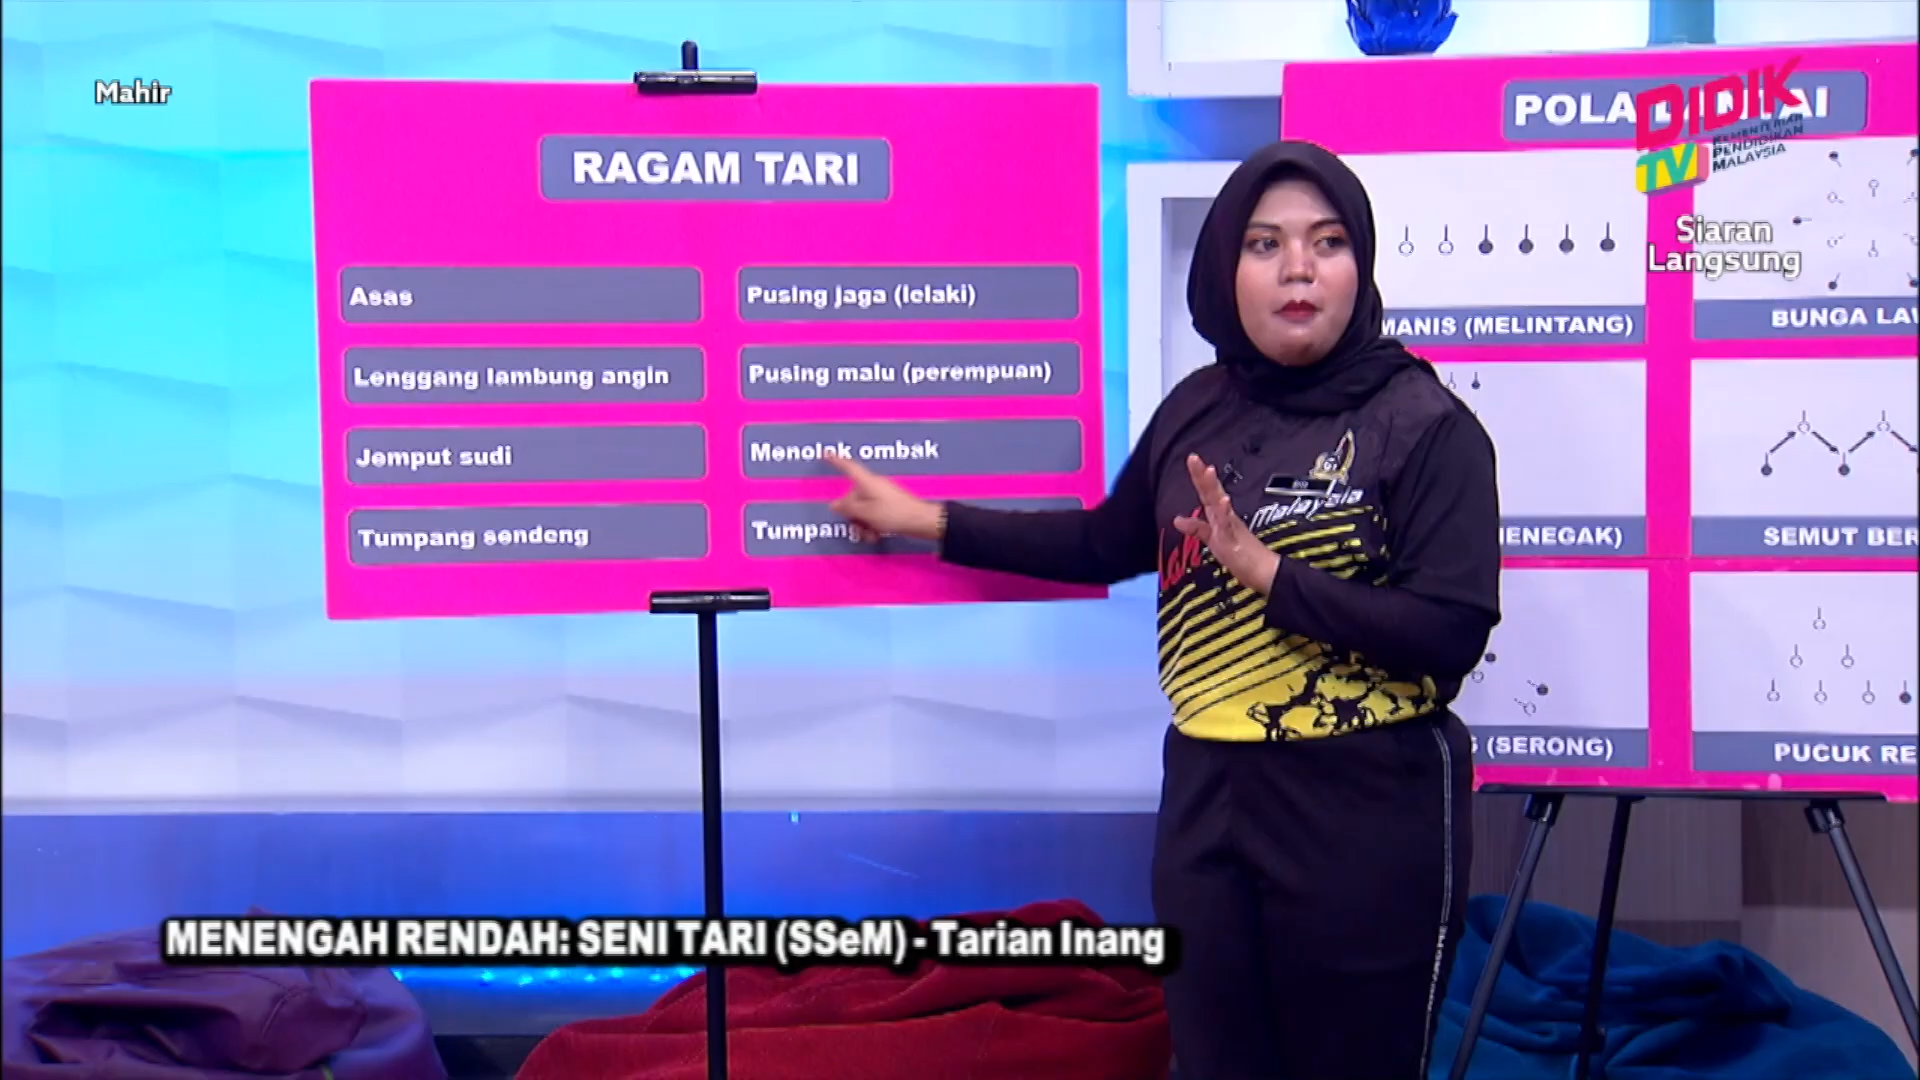 Mahir
RAGAM TARI
Asas
Lenggang lambung angin
Jemput sudi
Tumpang sendeng
Pusing jaga (lelaki)
Pusing malu (perempuan)
Menolak ombak
Tumpang
POLA
DIDIK
TV
KEMENTERIAN
PENDIDIKAN
MALAYSIA
Siaran
Langsung
MANIS (MELINTANG)
BUNGA
SEMUT
(SERONG)
PUCUK
Malaysia
MENENGAH RENDAH: SENI TARI (SSeM) - Tarian Inang